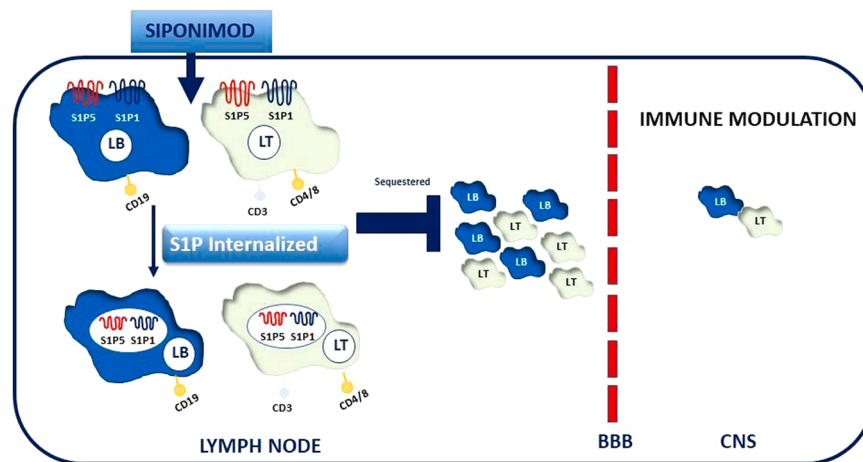 SIPONIMOD
S1P5 S1P1
LB
CD19
S1P5 S1P1
LT
CD3
CD4/8
IMMUNE MODULATION
Sequestered
S1P Internalized
LB
LB
LT
LB
LT
LB
LT
LT
LB
LT
S1P5 S1P1
LB
CD19
S1P5 S1P1
LT
CD3
CD4/8
LYMPH NODE
BBB
CNS